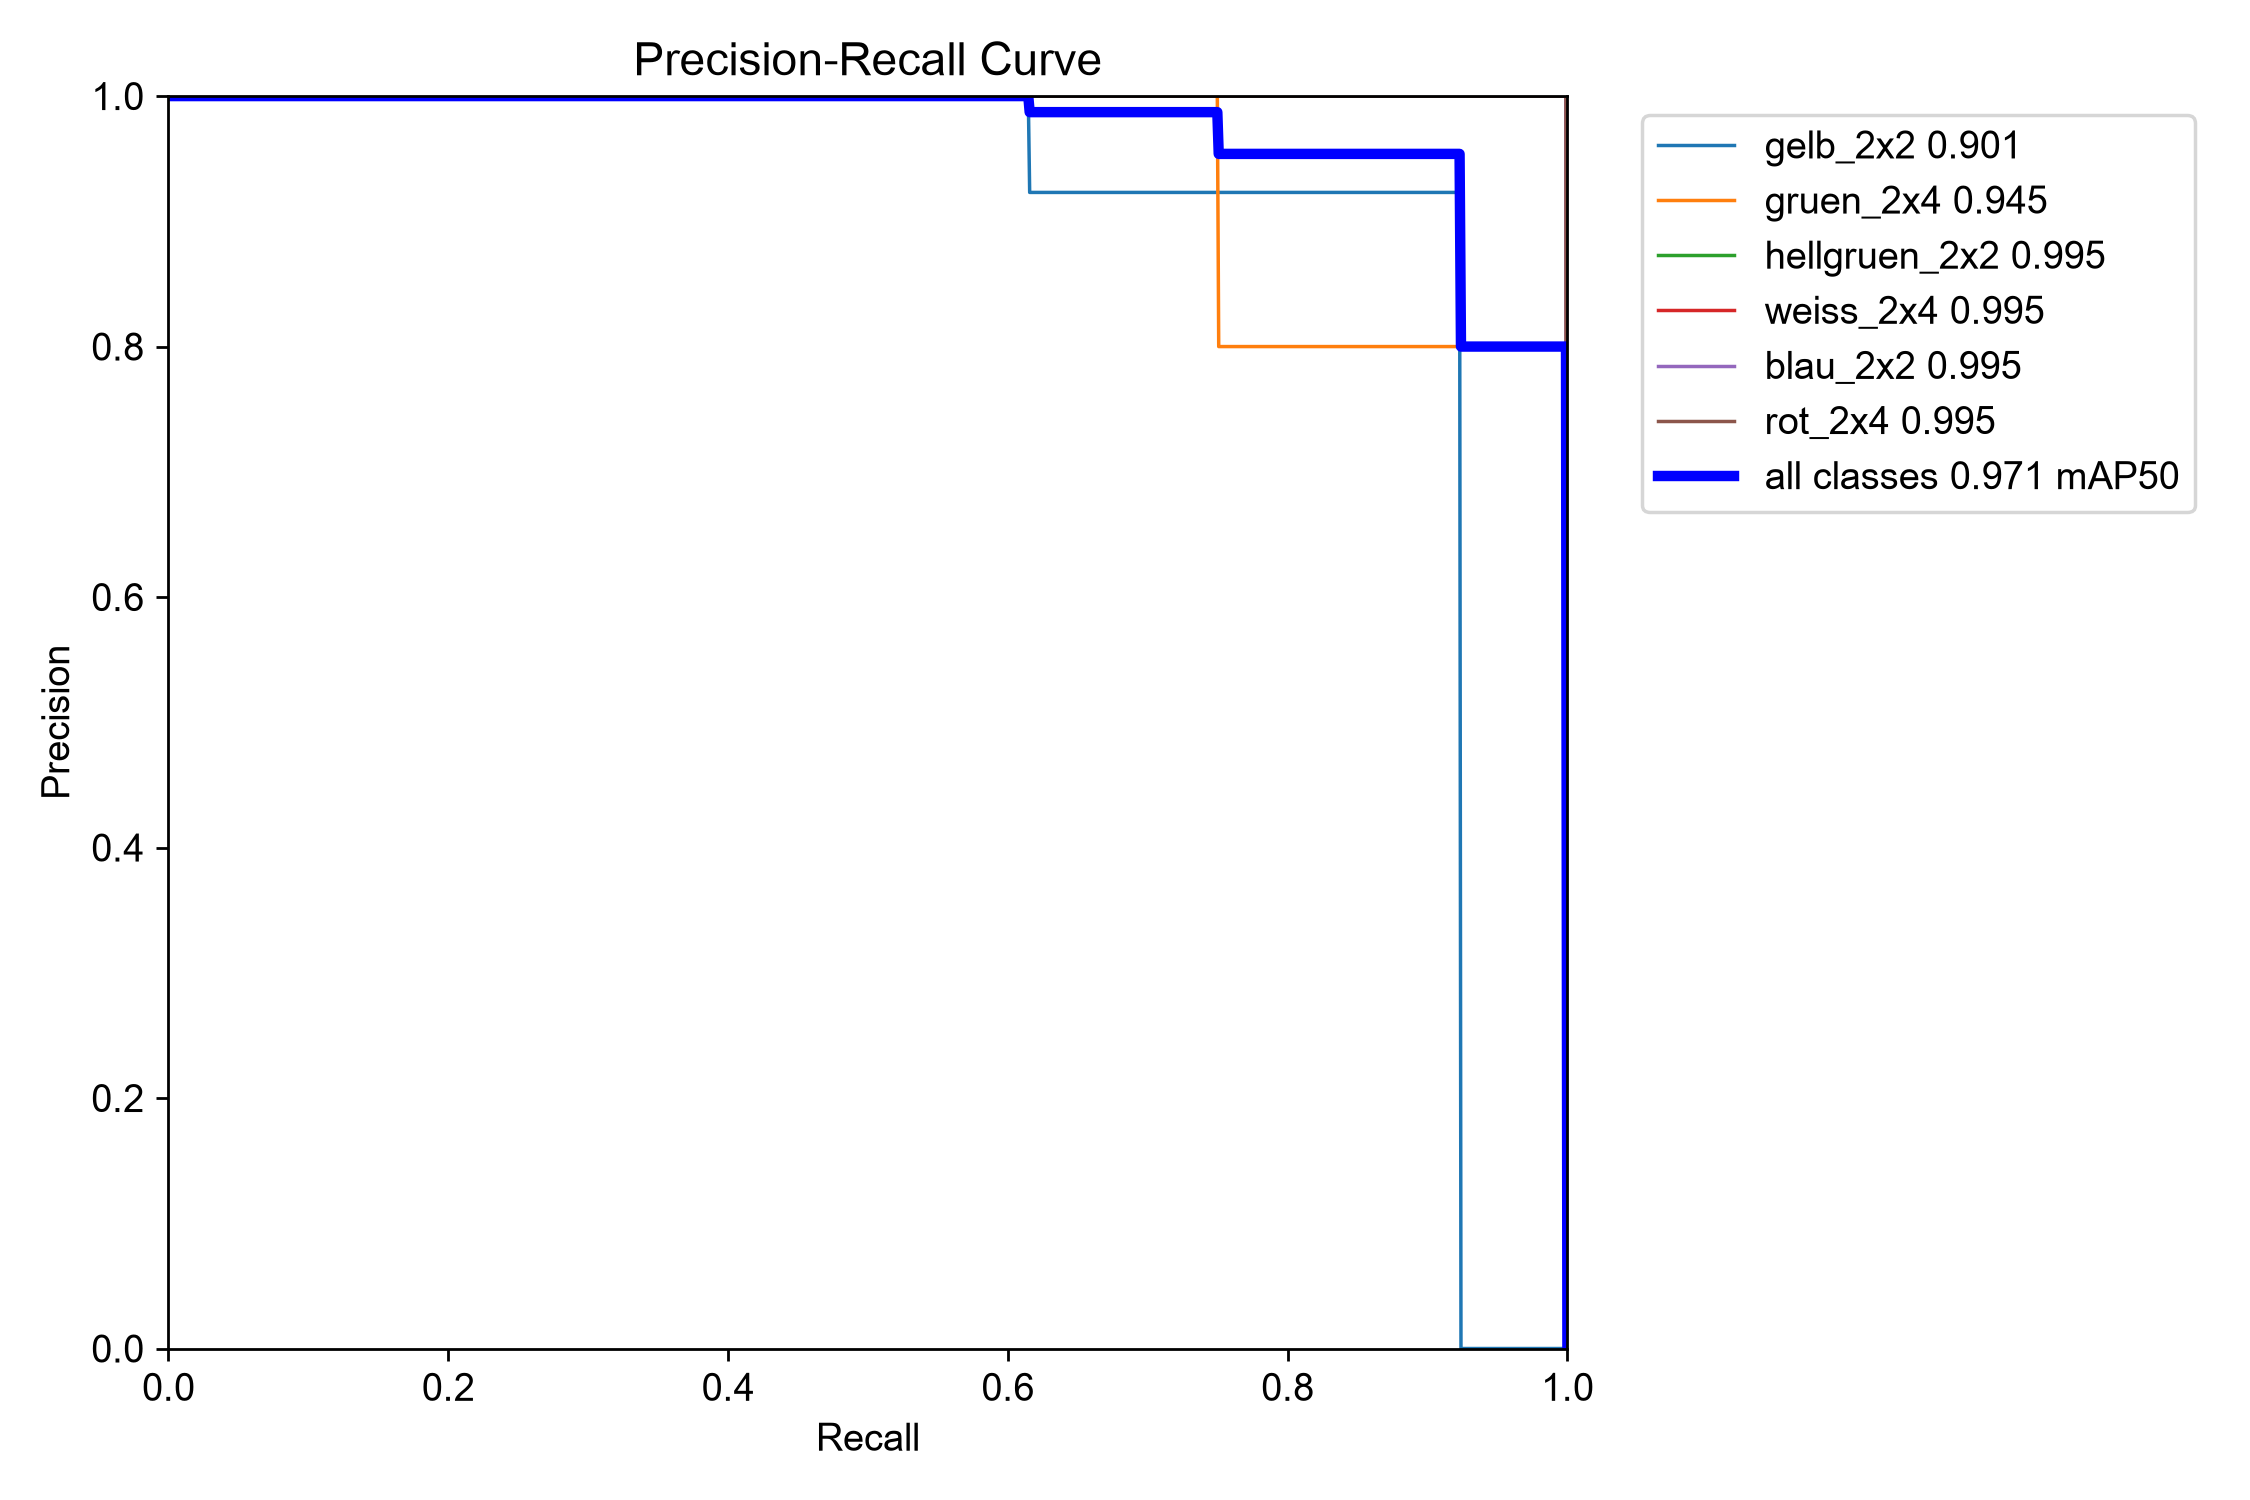 Precision-Recall Curve
1.0
0.8
0.6
0.4
0.2
0.0
Precision
0.0 0.2 0.4 0.6 0.8 1.0
Recall
gelb_2x2 0.901
gruen_2x4 0.945
hellgruen_2x2 0.995
weiss_2x4 0.995
blau_2x2 0.995
rot_2x4 0.995
all classes 0.971 mAP50